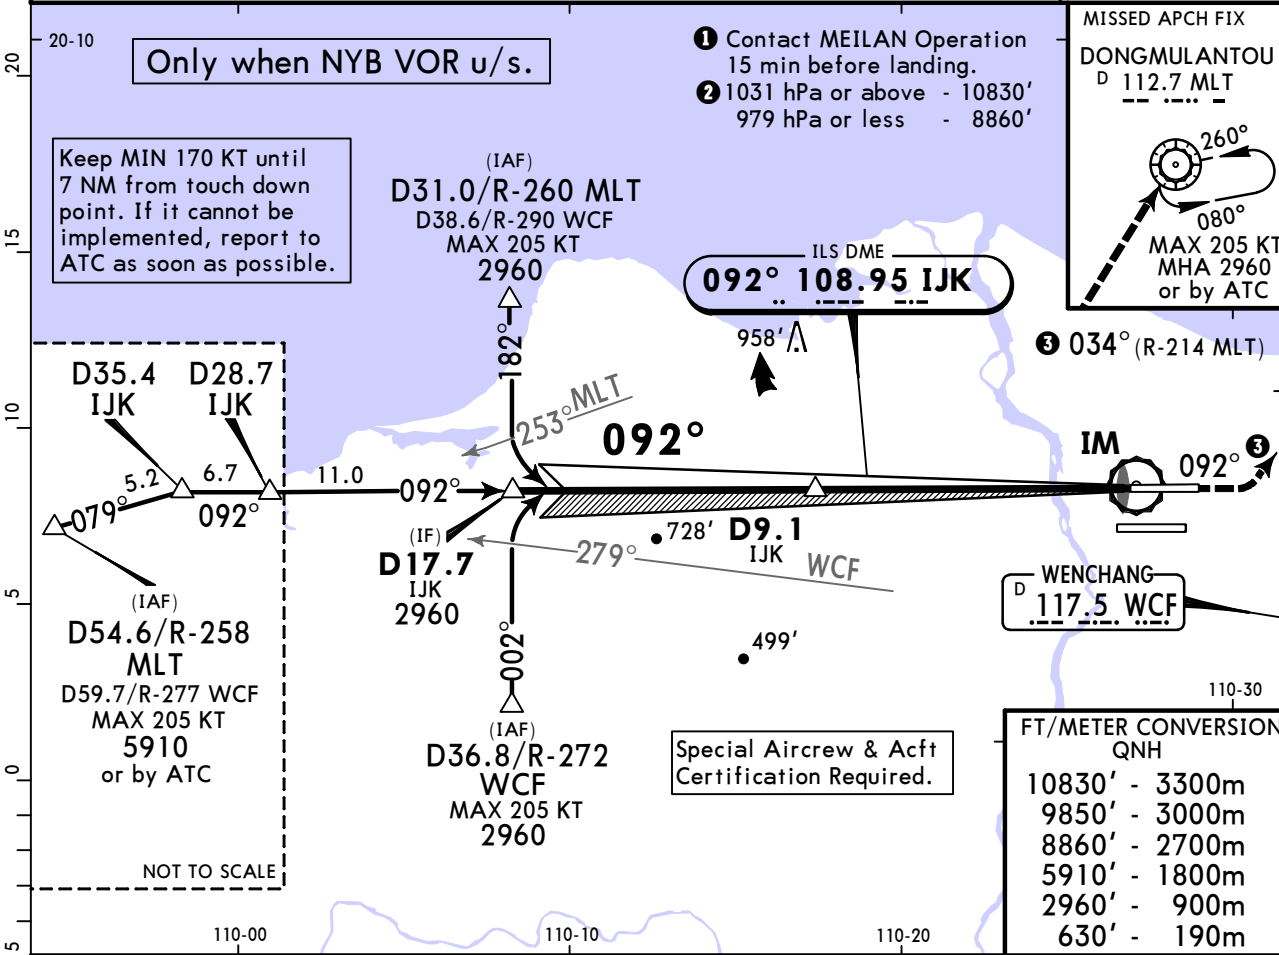 20-10
Only when NYB VOR u/s.
❶ Contact MEILAN Operation
15 min before landing.
❷ 1031 hPa or above - 10830'
979 hPa or less - 8860'
MISSED APCH FIX
DONGMULANTOU
D 112.7 MLT
260°
080°
MAX 205 KT
MHA 2960
or by ATC
Keep MIN 170 KT until
7 NM from touch down
point. If it cannot be
implemented, report to
ATC as soon as possible.
(IAF)
D31.0/R-260 MLT
D38.6/R-290 WCF
MAX 205 KT
2960
182°
ILS DME
092° 108.95 IJK
958'
❸ 034° (R-214 MLT)
D35.4
IJK
D28.7
IJK
253° MLT
092°
IM
092° ❸
5.2
6.7
11.0
079°
092°
092°
(IF)
D17.7
IJK
2960
728'
D9.1
IJK
279° WCF
WENCHANG
D 117.5 WCF
(IAF)
D54.6/R-258
MLT
D59.7/R-277 WCF
MAX 205 KT
5910
or by ATC
NOT TO SCALE
002°
499'
(IAF)
D36.8/R-272
WCF
MAX 205 KT
2960
Special Aircrew & Acft
Certification Required.
110-30
FT/METER CONVERSION
QNH
10830' - 3300m
9850' - 3000m
8860' - 2700m
5910' - 1800m
2960' - 900m
630' - 190m
20
15
10
5
0
5
110-00
110-10
110-20